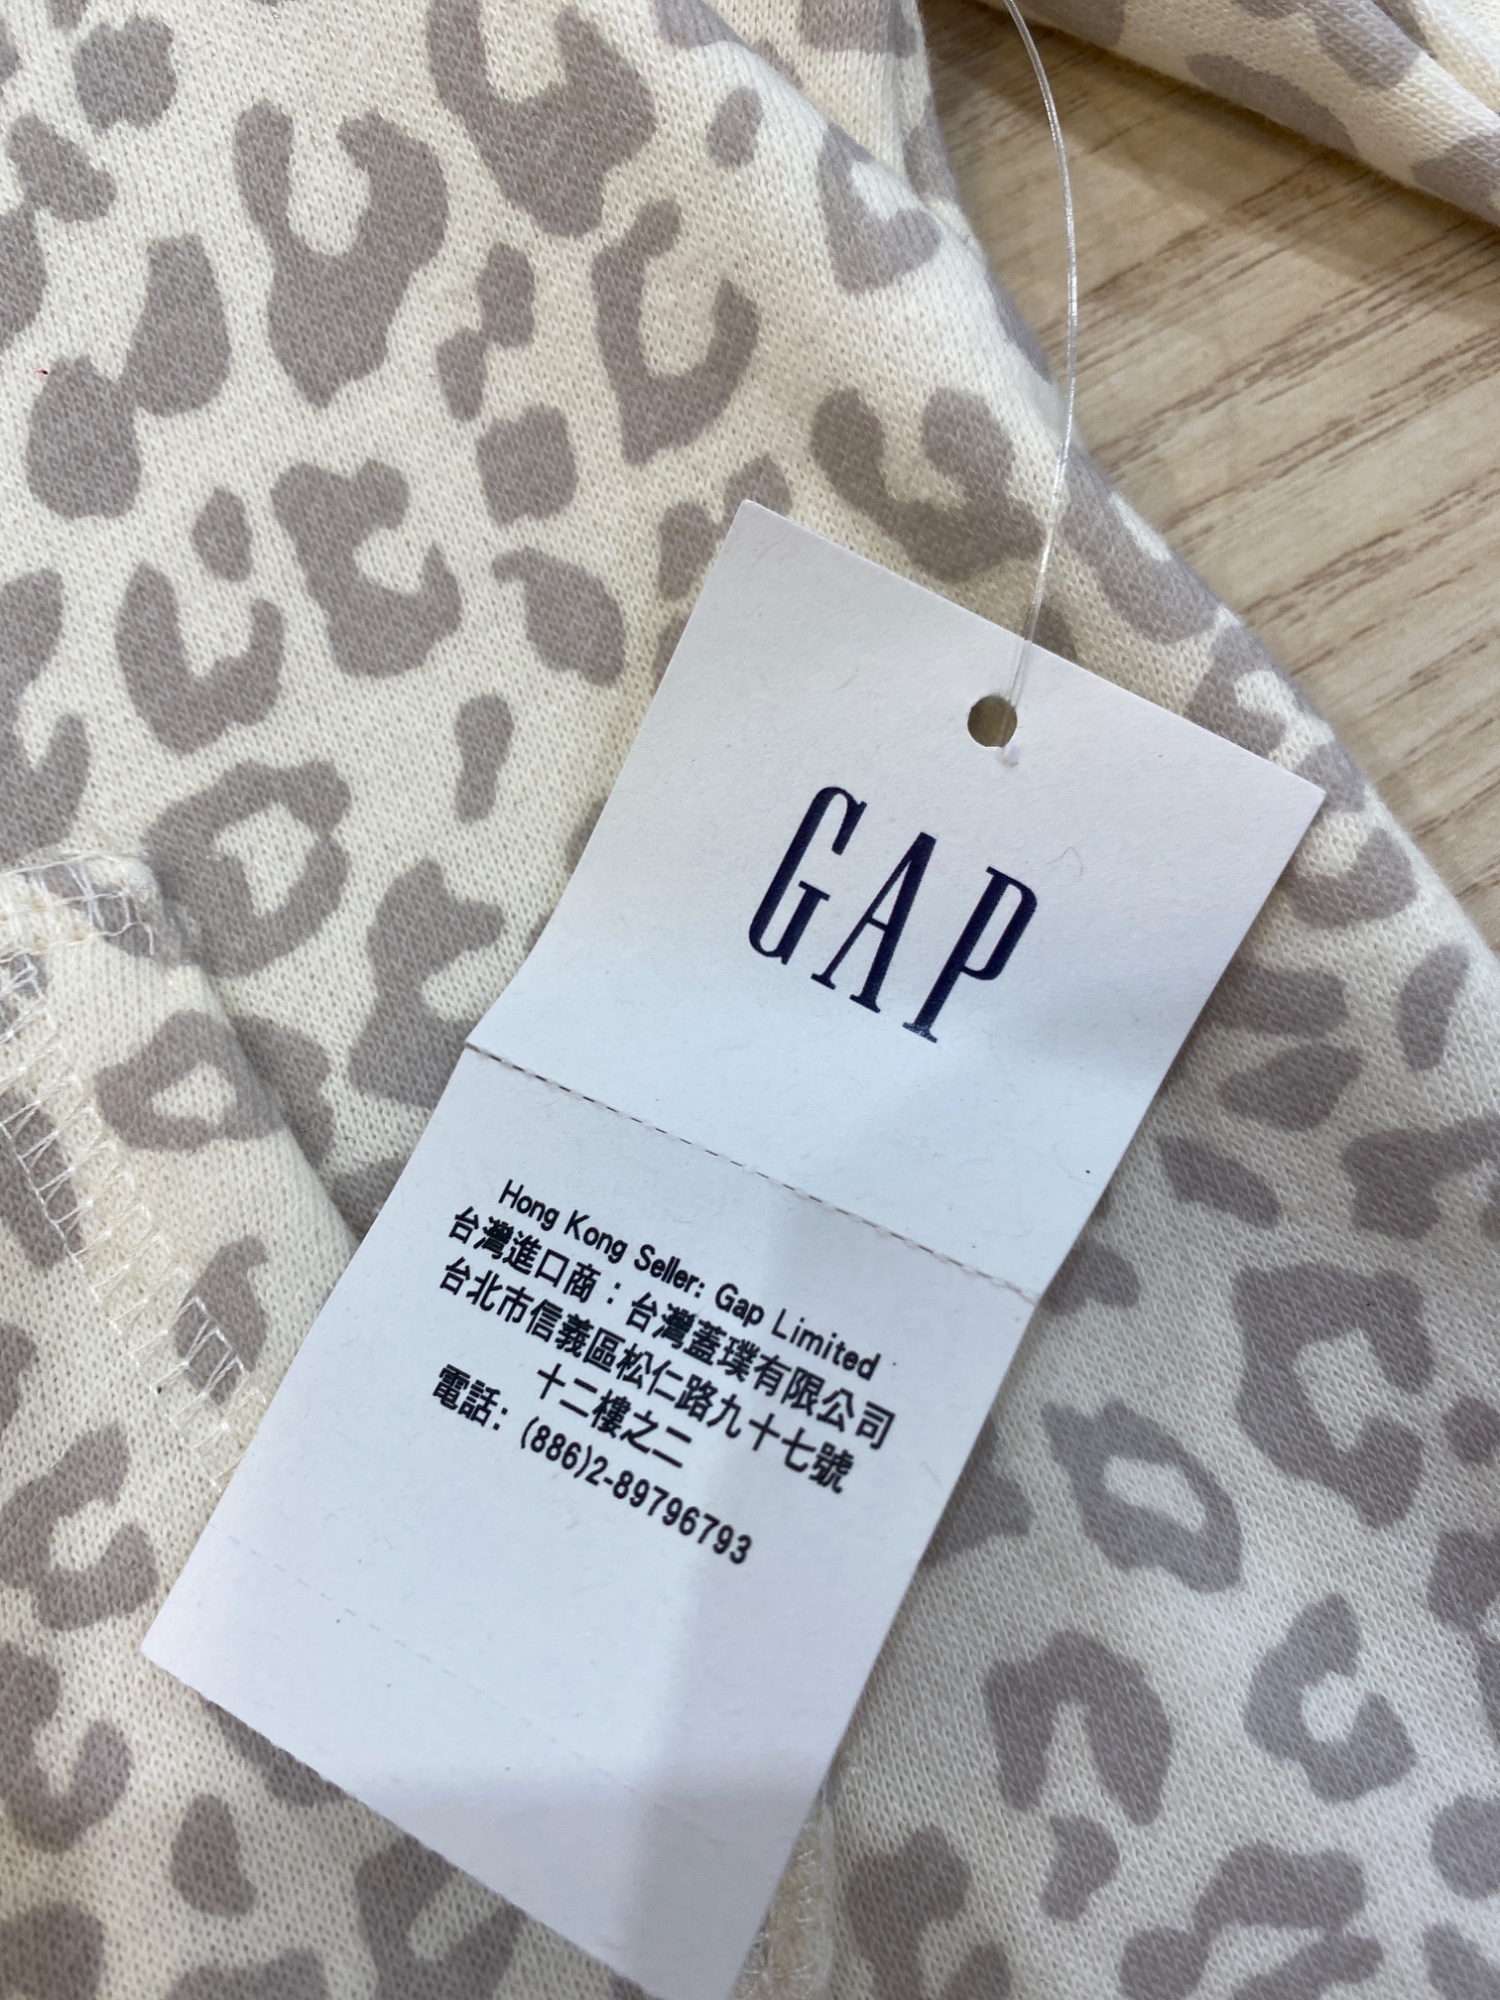 GAP
Hong Kong Seller: Gap Limited
台灣進口商：台灣蓋璞有限公司
台北市信義區松仁路九十七號
十二樓之二
電話: (886)2-89796793